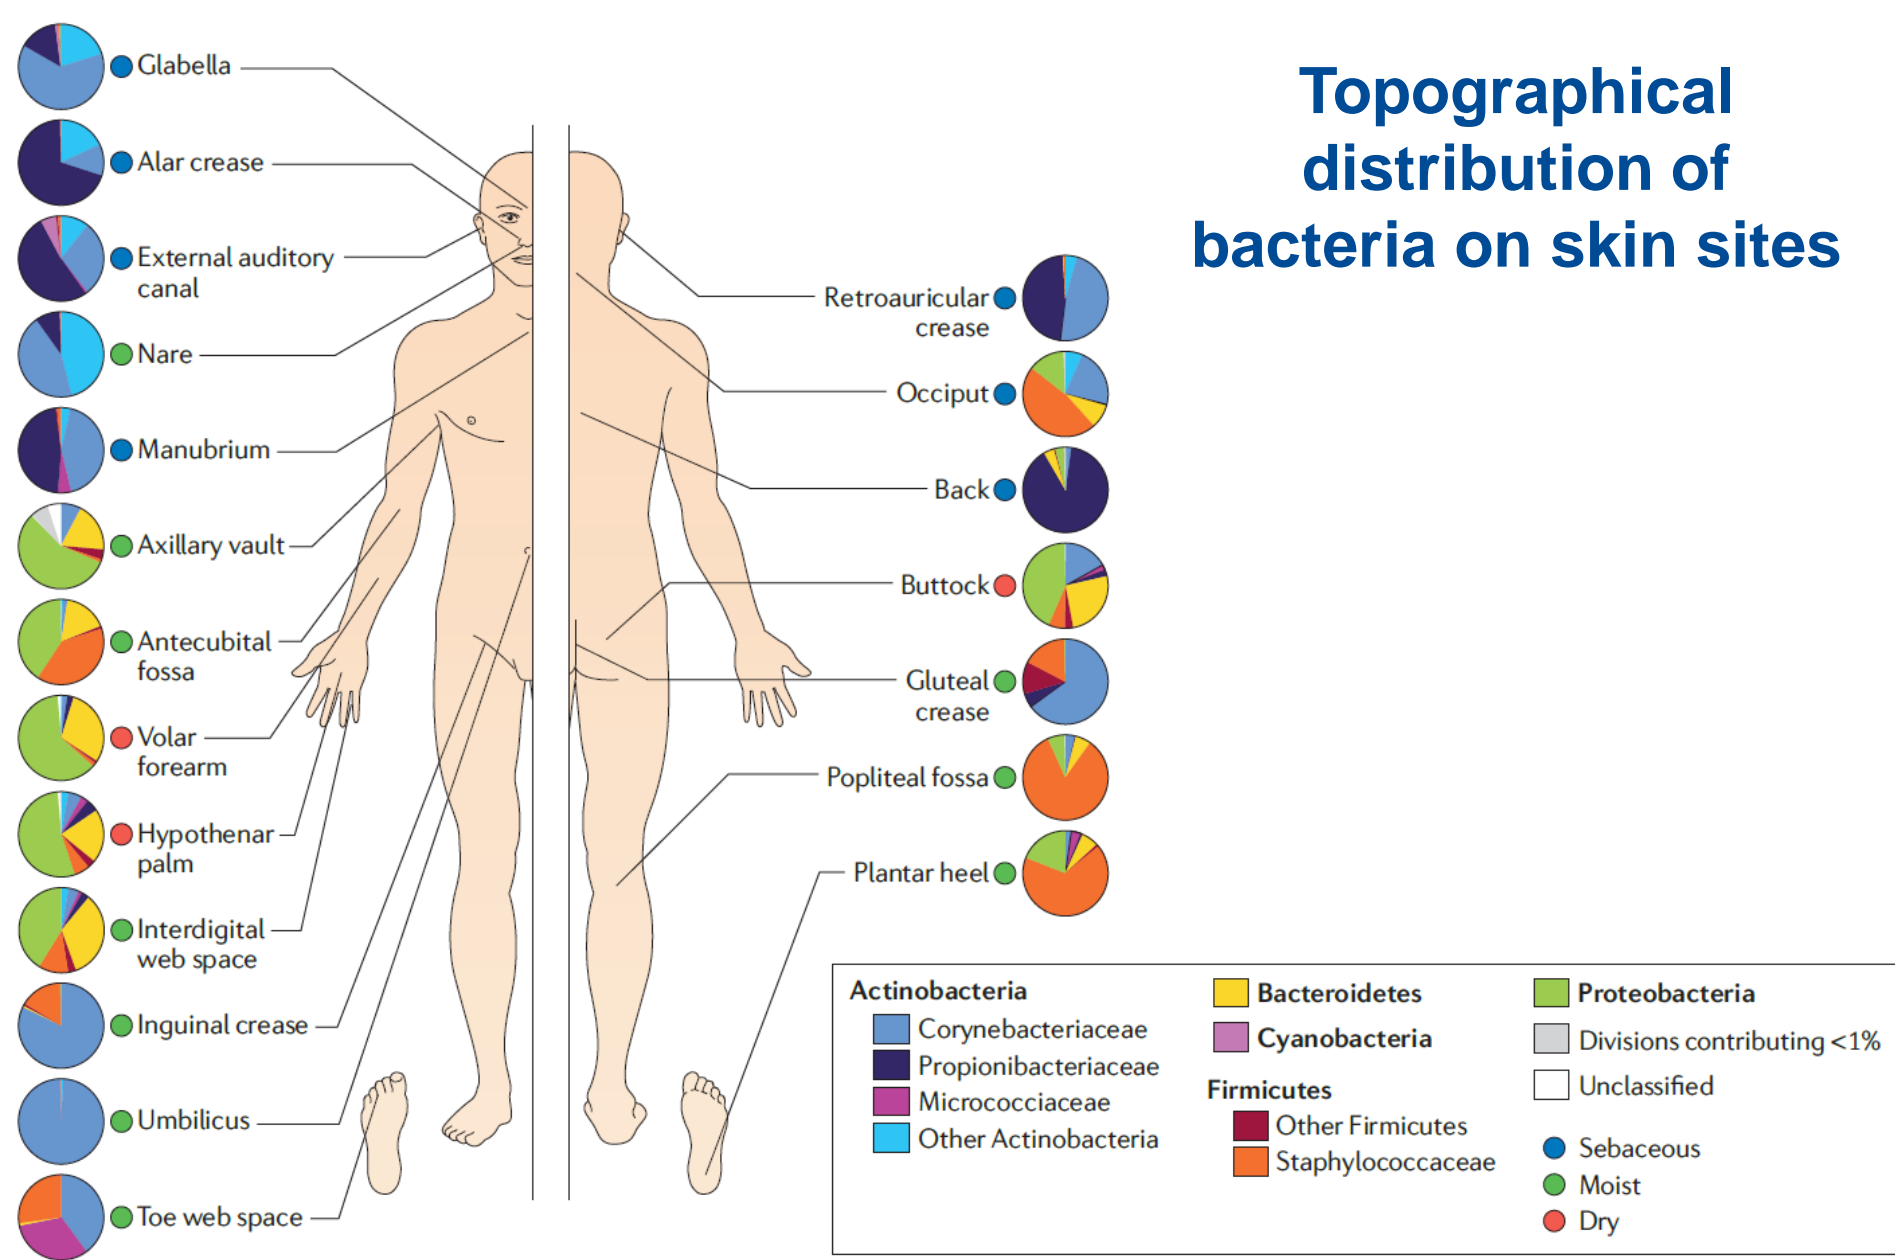 Topographical
distribution of
bacteria on skin sites
Glabella
Alar crease
External auditory
canal
Nare
Manubrium
Axillary vault
Antecubital
fossa
Volar
forearm
Hypothenar
palm
Interdigital
web space
Inguinal crease
Umbilicus
Toe web space
Retroauricular
crease
Occiput
Back
Buttock
Gluteal
crease
Popliteal fossa
Plantar heel
Actinobacteria
Corynebacteriaceae
Propionibacteriaceae
Micrococciaceae
Other Actinobacteria
Bacteroidetes
Cyanobacteria
Firmicutes
Other Firmicutes
Staphylococcaceae
Proteobacteria
Divisions contributing <1%
Unclassified
Sebaceous
Moist
Dry